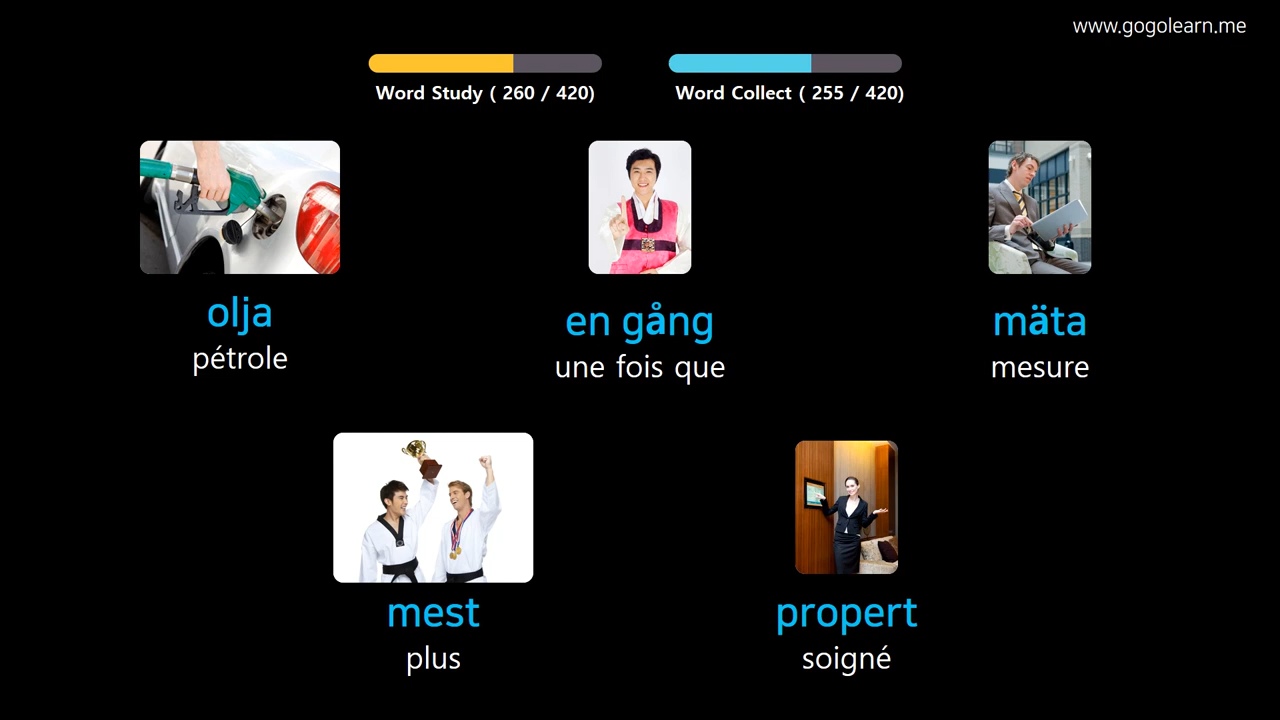 www.gogolearn.me
Word Study ( 260 / 420)
Word Collect ( 255 / 420)
olja
pétrole
en gång
une fois que
mäta
mesure
mest
plus
propert
soigné